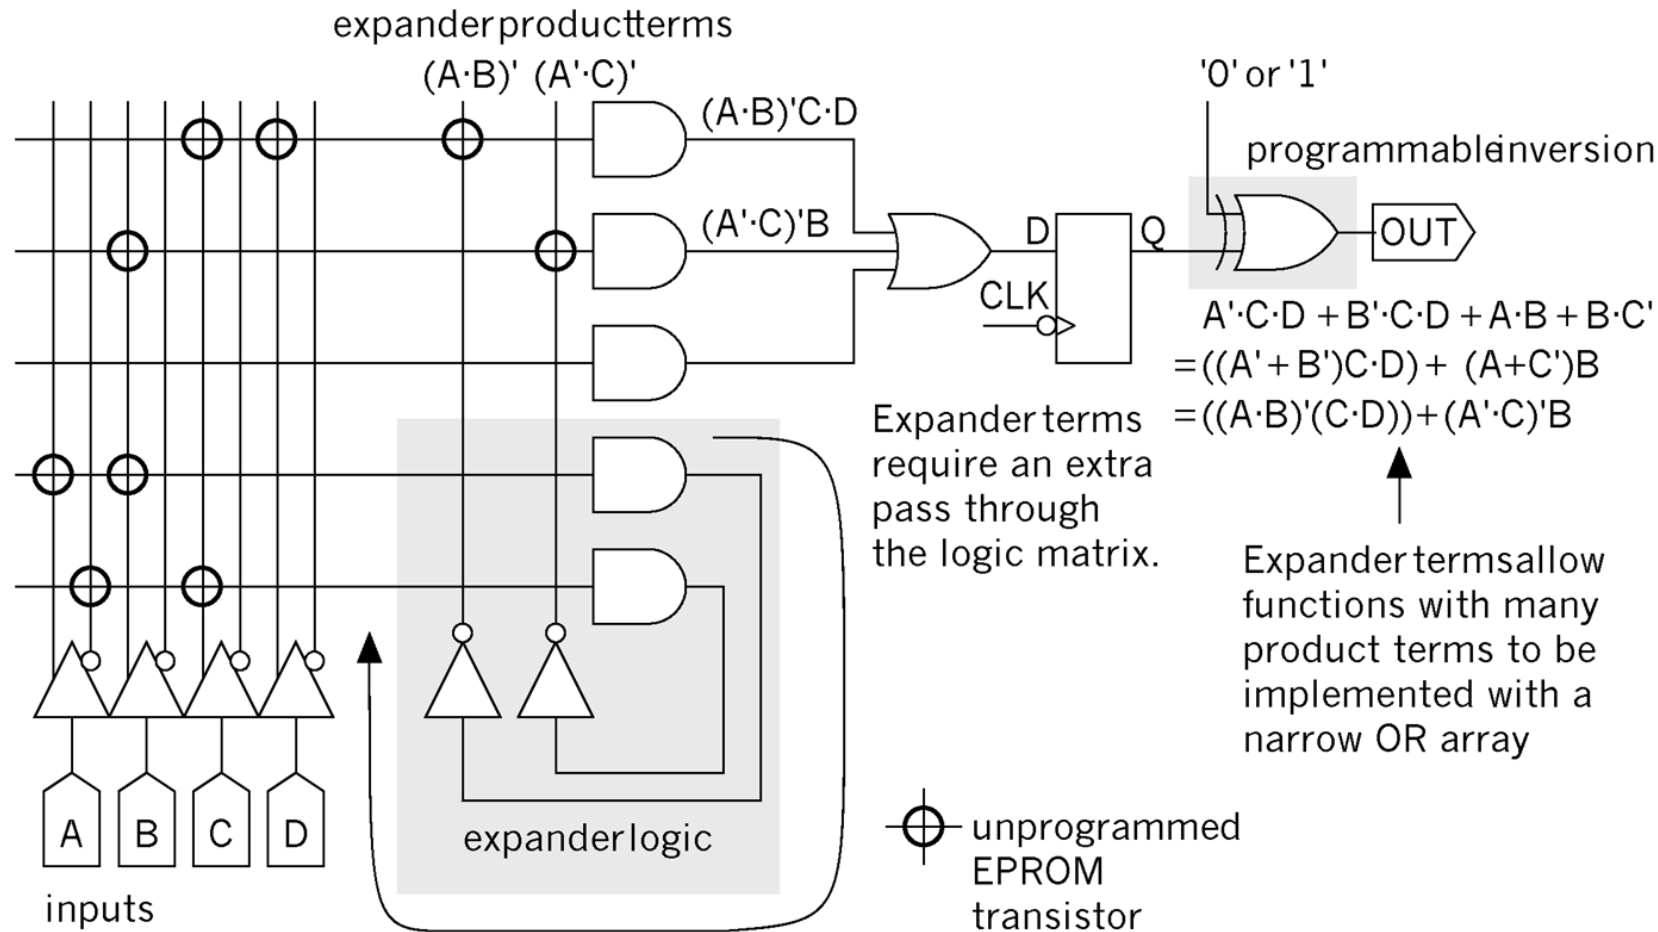 expander product terms
(A·B)' (A'·C)'
(A·B)'C·D
'0' or '1'
programmable inversion
(A'·C)'B
D
Q
OUT
CLK
A'·C·D + B'·C·D + A·B + B·C'
=((A' + B')C·D) + (A+C')B
=((A·B)'(C·D))+(A'·C)'B
Expander terms
require an extra
pass through
the logic matrix.
Expander terms allow
functions with many
product terms to be
implemented with a
narrow OR array
A
B
C
D
inputs
expander logic
unprogrammed
EPROM
transistor